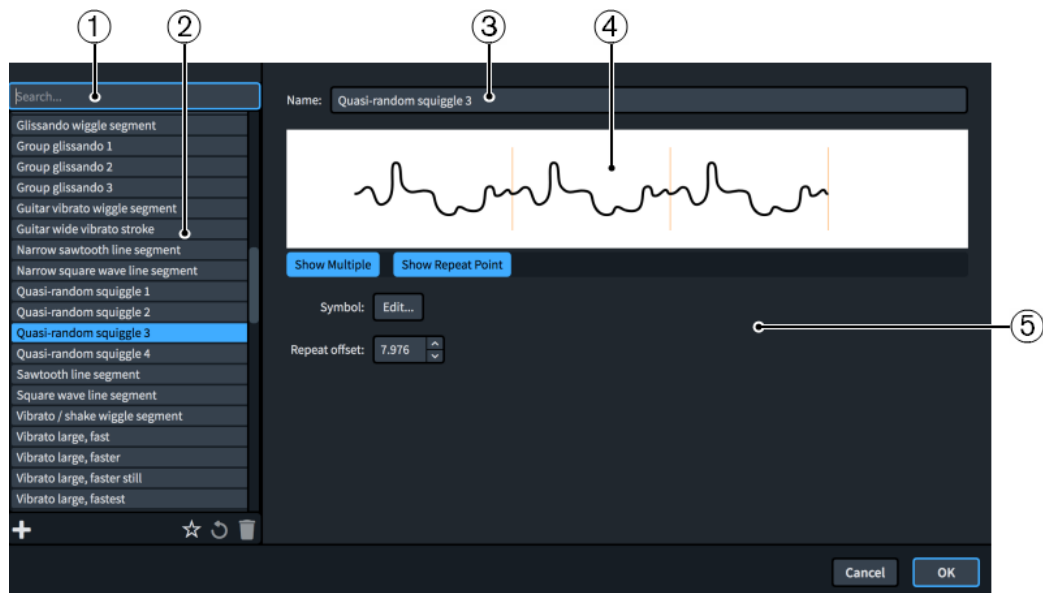 ① ② ③ ④
Search...
Glissando wiggle segment
Group glissando 1
Group glissando 2
Group glissando 3
Guitar vibrato wiggle segment
Guitar wide vibrato stroke
Narrow sawtooth line segment
Narrow square wave line segment
Quasi-random squiggle 1
Quasi-random squiggle 2
Quasi-random squiggle 3
Quasi-random squiggle 4
Sawtooth line segment
Square wave line segment
Vibrato / shake wiggle segment
Vibrato large, fast
Vibrato large, faster
Vibrato large, faster still
Vibrato large, fastest
Name: Quasi-random squiggle 3
Show Multiple Show Repeat Point
Symbol: Edit...
⑤
Repeat offset: 7.976
Cancel OK